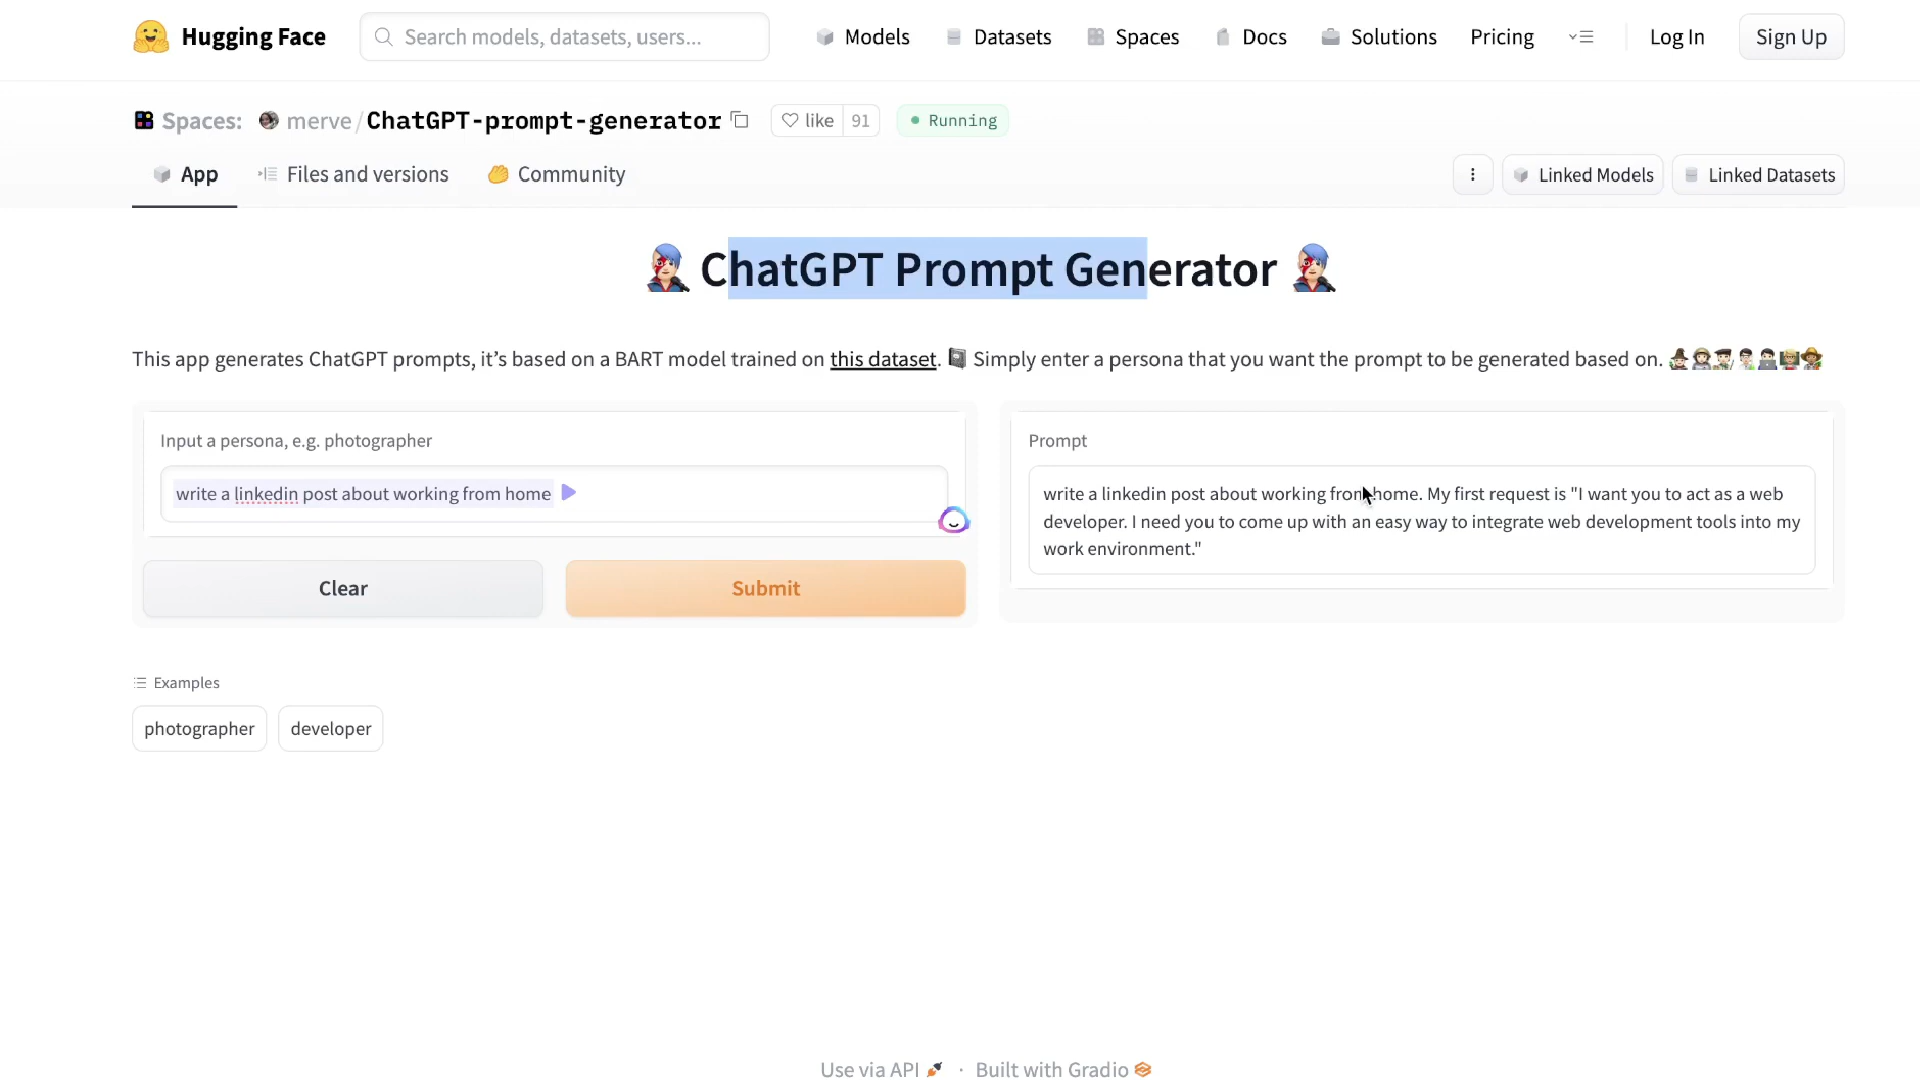 Hugging Face
Search models, datasets, users...
Models
Datasets
Spaces
Docs
Solutions
Pricing
Log In
Sign Up
Spaces:
merve/ChatGPT-prompt-generator
like
91
Running
App
Files and versions
Community
Linked Models
Linked Datasets
ChatGPT Prompt Generator
This app generates ChatGPT prompts, it’s based on a BART model trained on this dataset. Simply enter a persona that you want the prompt to be generated based on.
Input a persona, e.g. photographer
write a linkedin post about working from home
Clear
Submit
Prompt
write a linkedin post about working from home. My first request is "I want you to act as a web
developer. I need you to come up with an easy way to integrate web development tools into my
work environment."
Examples
photographer
developer
Use via API · Built with Gradio